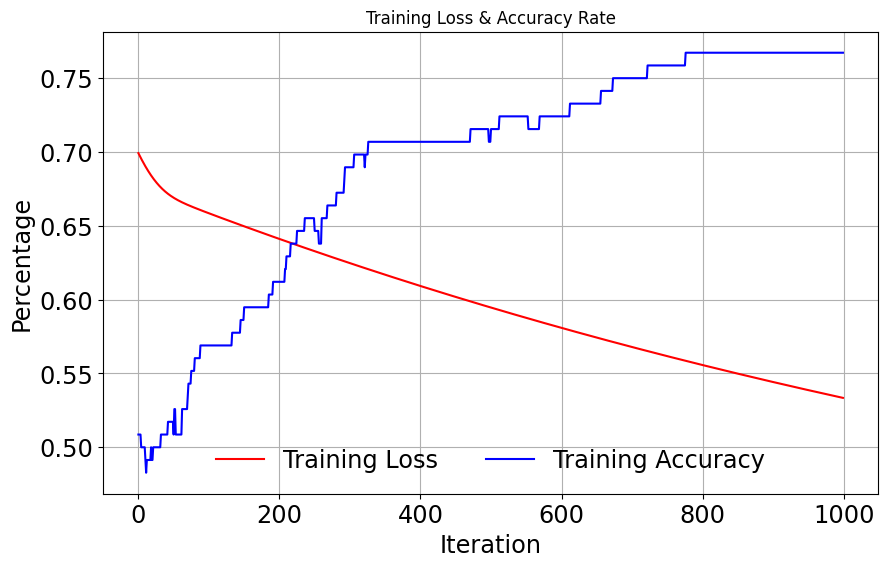 Training Loss & Accuracy Rate
Percentage
0.75
0.70
0.65
0.60
0.55
0.50
Training Loss
Training Accuracy
0
200
400
600
800
1000
Iteration